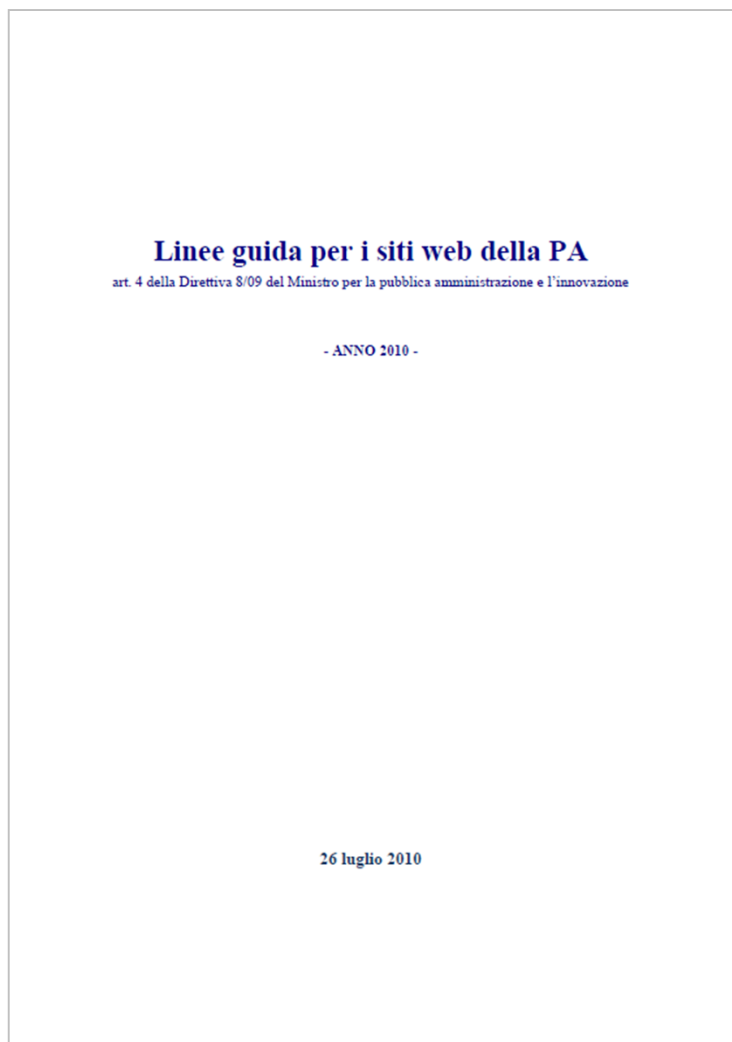 Linee guida per i siti web della PA
art. 4 della Direttiva 8/09 del Ministro per la pubblica amministrazione e l'innovazione
- ANNO 2010 -
26 luglio 2010